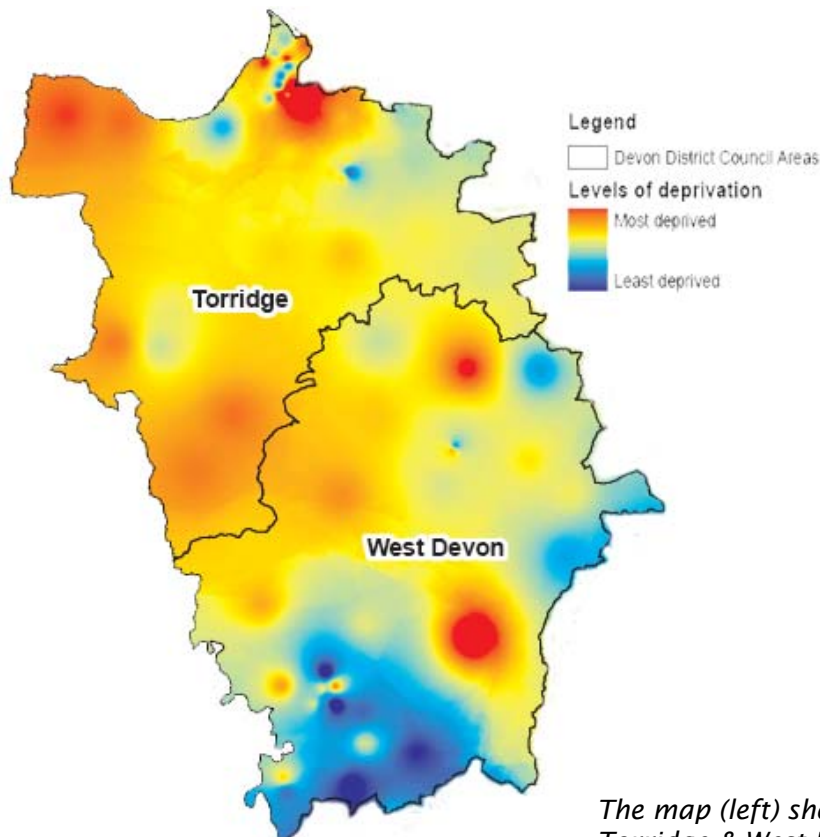 Legend
Devon District Council Areas
Levels of deprivation
Most deprived
Least deprived
Torridge
West Devon
The map (left) sho
Torridge & West